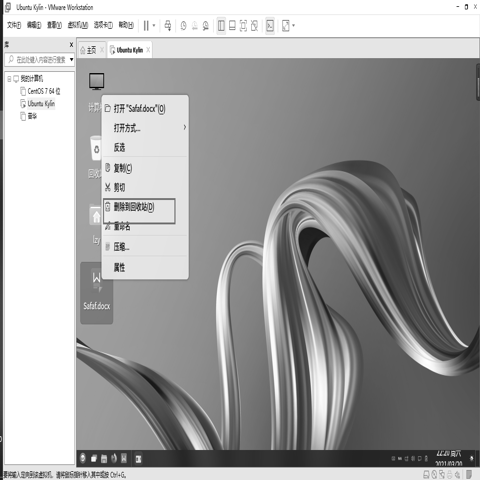 Ubuntu Kylin - VMware Workstation
文件(F) 编辑(E) 查看(V) 虚拟机(M) 选项卡(T) 帮助(H)
库
主页
Ubuntu Kylin
在此处键入内容进行搜索
我的计算机
CentOS 7 64 位
Ubuntu Kylin
计算
回收
lzy
Safaf.docx
打开 "Safaf.docx"(O)
打开方式...
反选
复制(C)
剪切
删除到回收站(D)
重命名
压缩...
属性
22:20 周六
2021/03/20
要将输入定向到该虚拟机，请将鼠标指针移入其中或按 Ctrl+G。